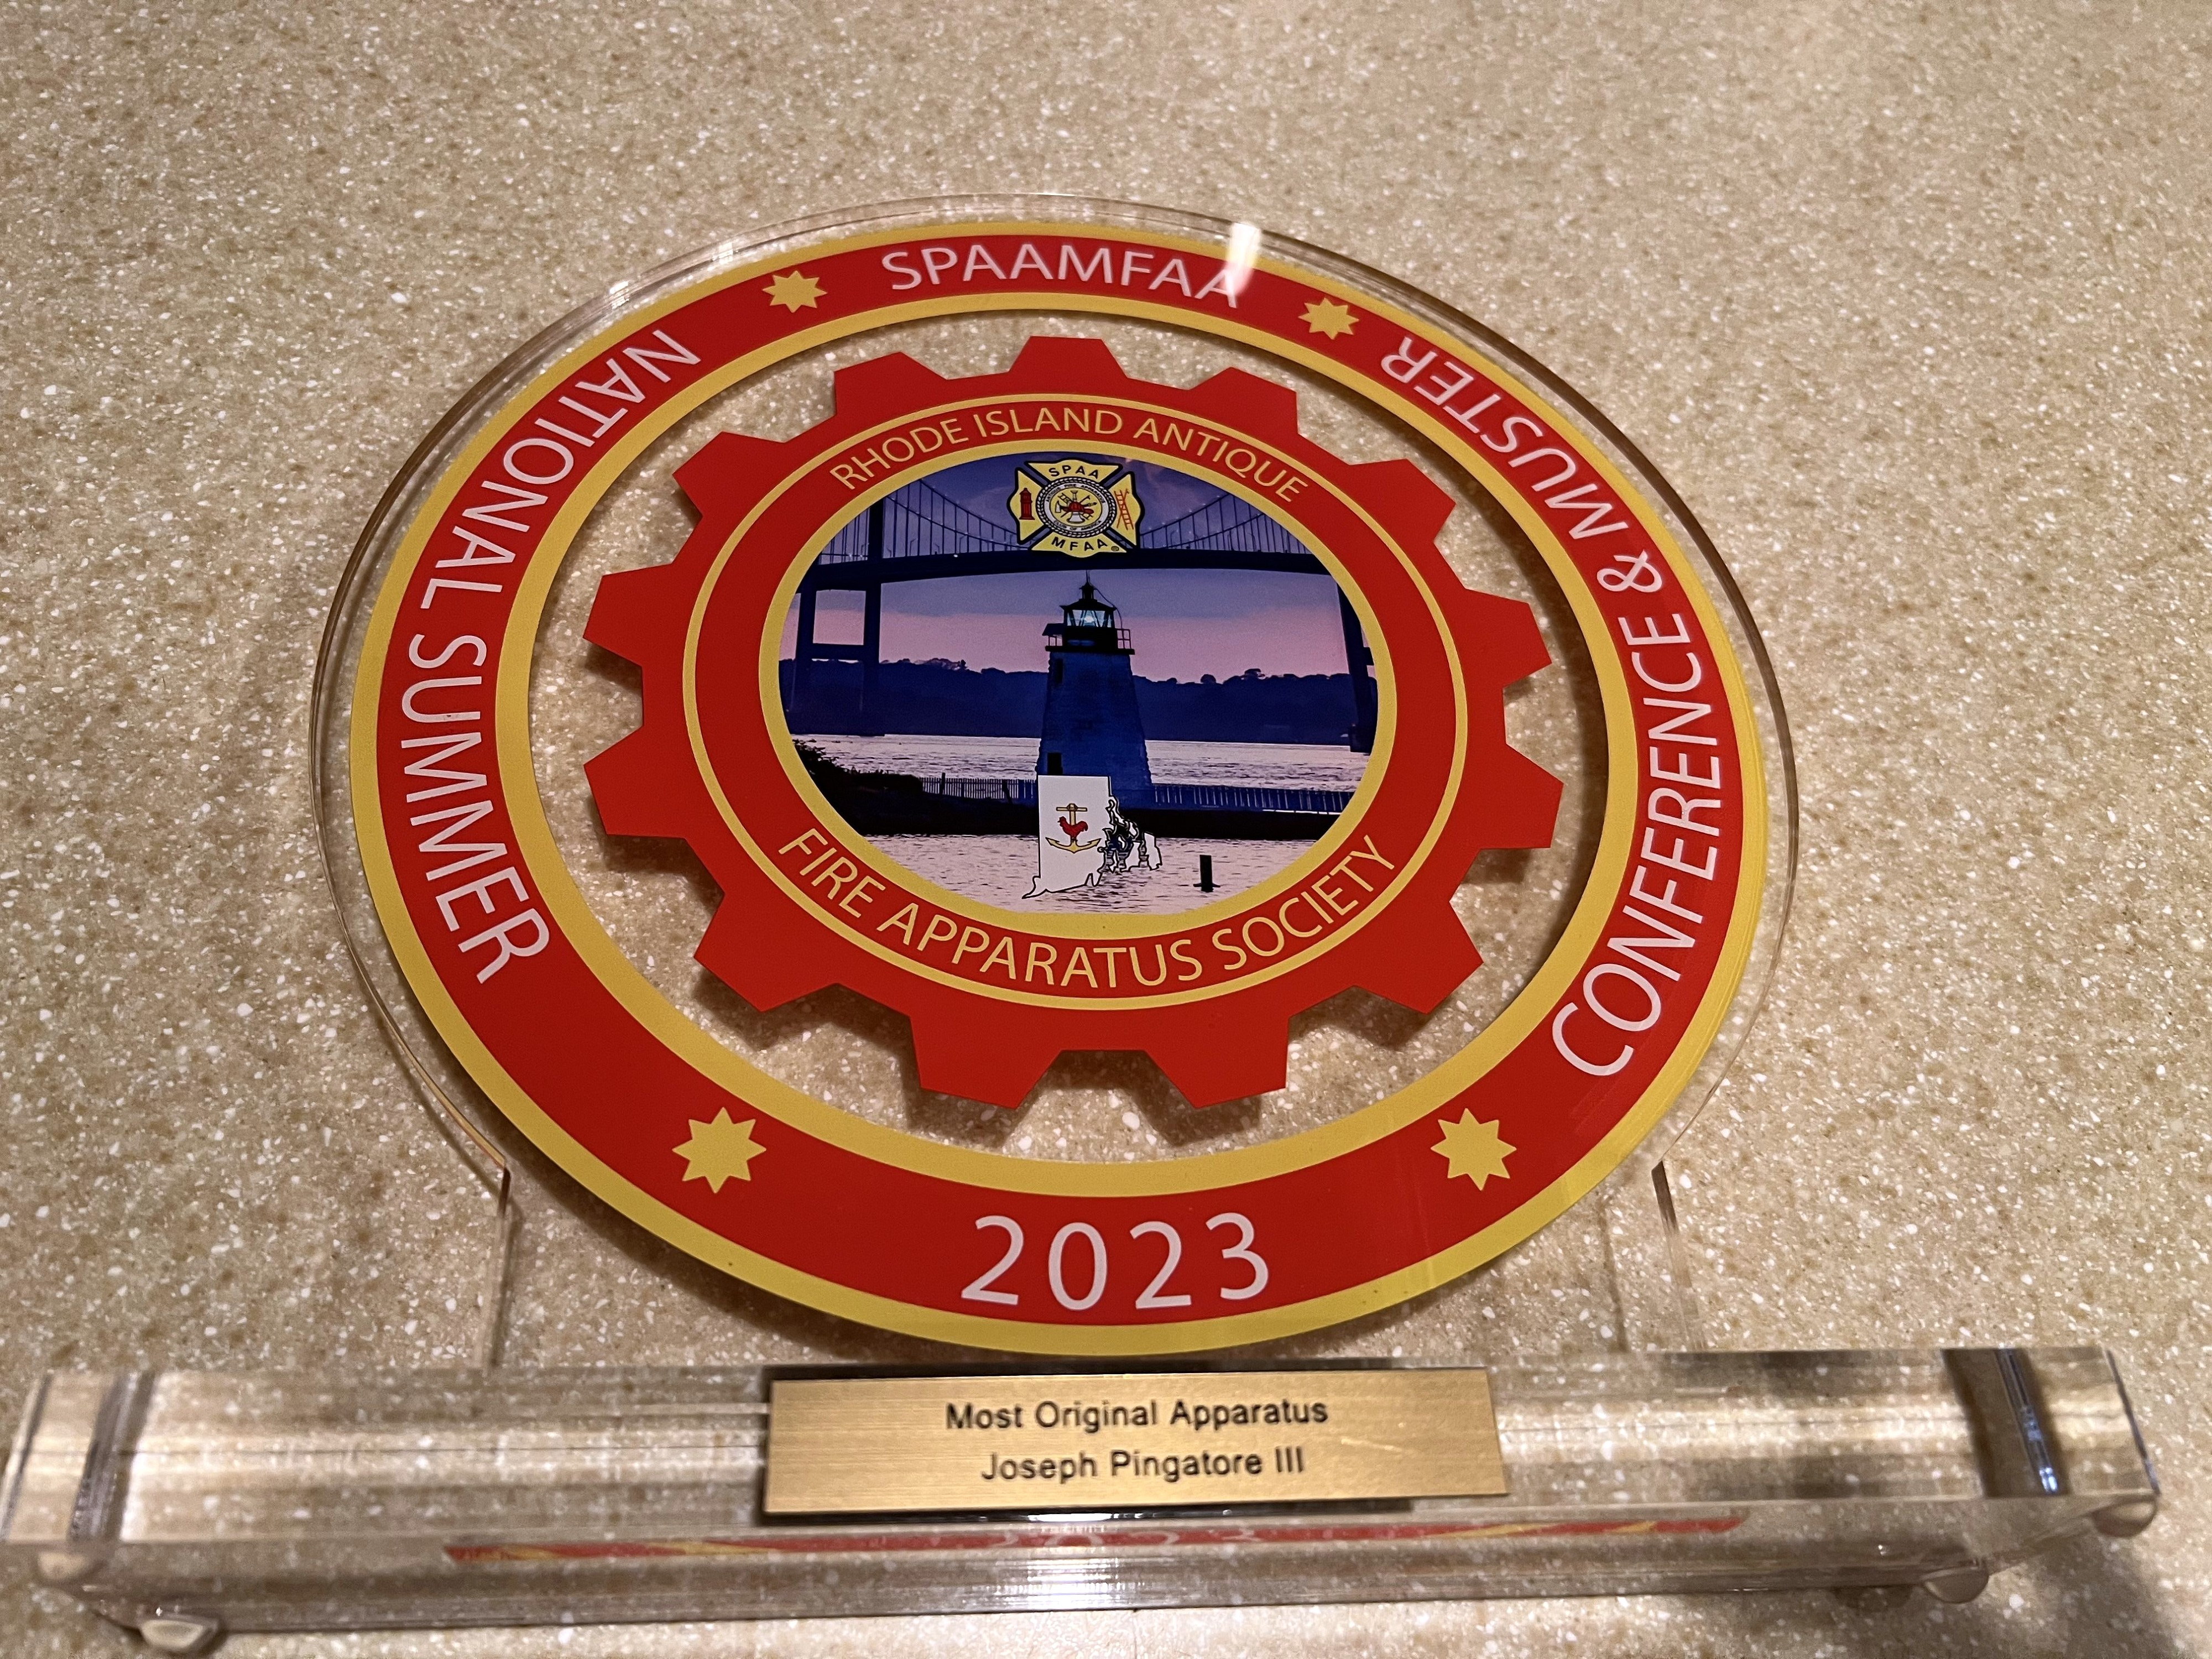 SPAAMFAA
NATIONAL SUMMER
CONFERENCE & MUSTER
RHODE ISLAND ANTIQUE
FIRE APPARATUS SOCIETY
SPAA
MFAA
2023
Most Original Apparatus
Joseph Pingatore III